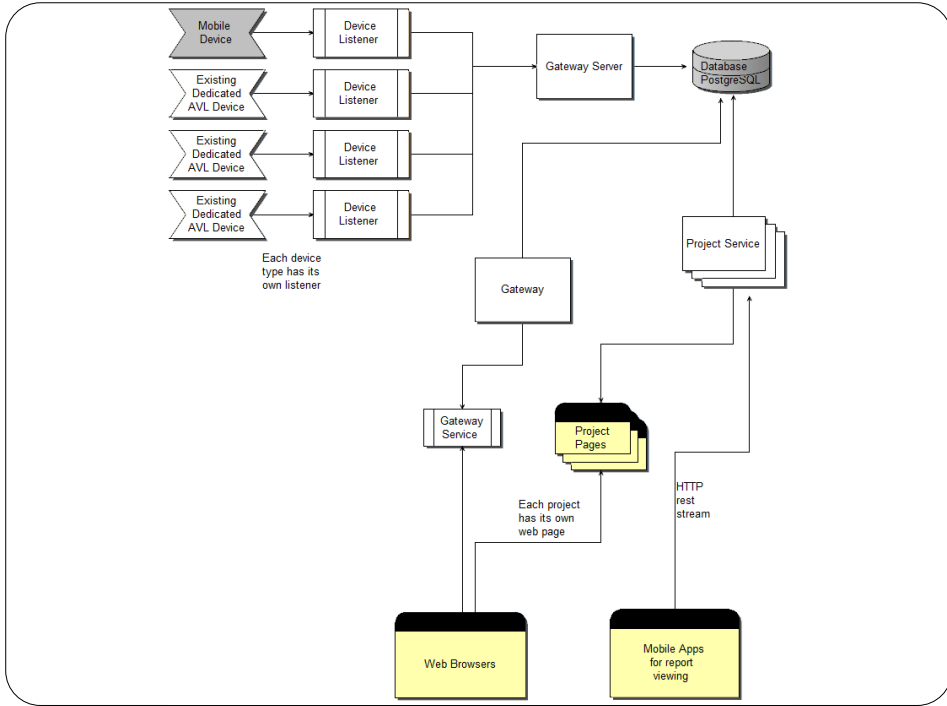 Mobile
Device
Device
Listener
Existing
Dedicated
AVL Device
Device
Listener
Existing
Dedicated
AVL Device
Device
Listener
Existing
Dedicated
AVL Device
Device
Listener
Each device
type has its
own listener
Gateway Server
Database
PostgreSQL
Project Service
Gateway
Gateway
Service
Project
Pages
Each project
has its own
web page
HTTP
rest
stream
Web Browsers
Mobile Apps
for report
viewing